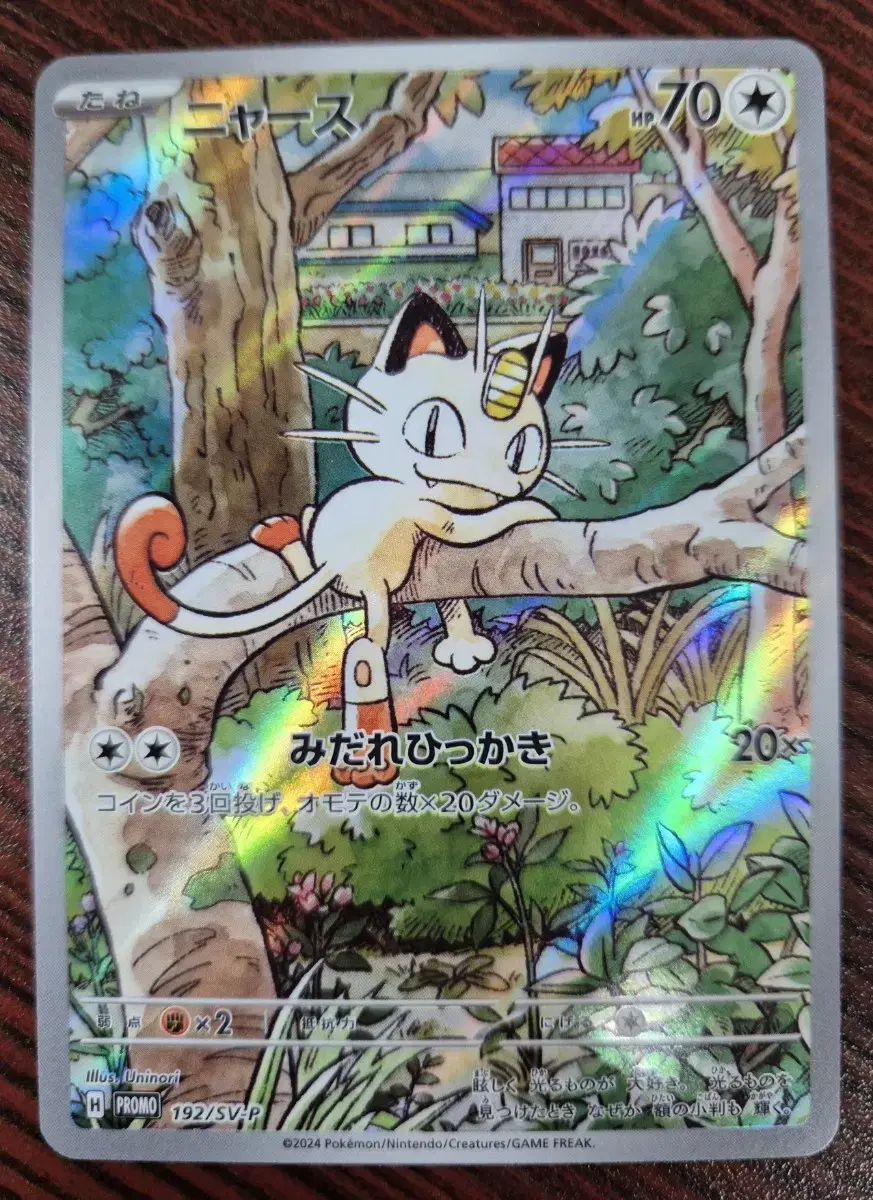 たね ニャース HP70
みだれひっかき 20×
コインを3回投げ、オモテの数×20ダメージ。
弱点 ×2 抵抗力 にげる
Illus. Uninori
眩しく 光るものが 大好き。 光るものを
見つけたとき なぜか 額の小判も 輝く。
H PROMO 192/SV-P
©2024 Pokémon/Nintendo/Creatures/GAME FREAK.